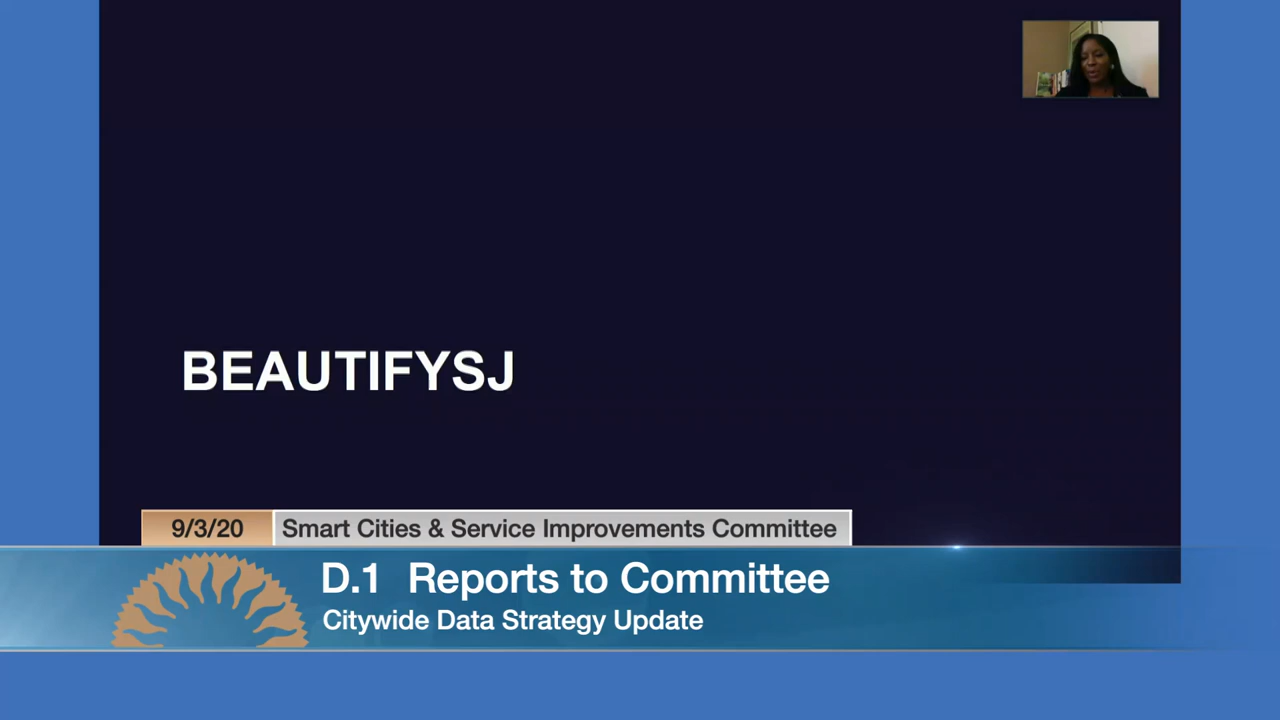 BEAUTIFYSJ
9/3/20 Smart Cities & Service Improvements Committee
D.1 Reports to Committee
Citywide Data Strategy Update